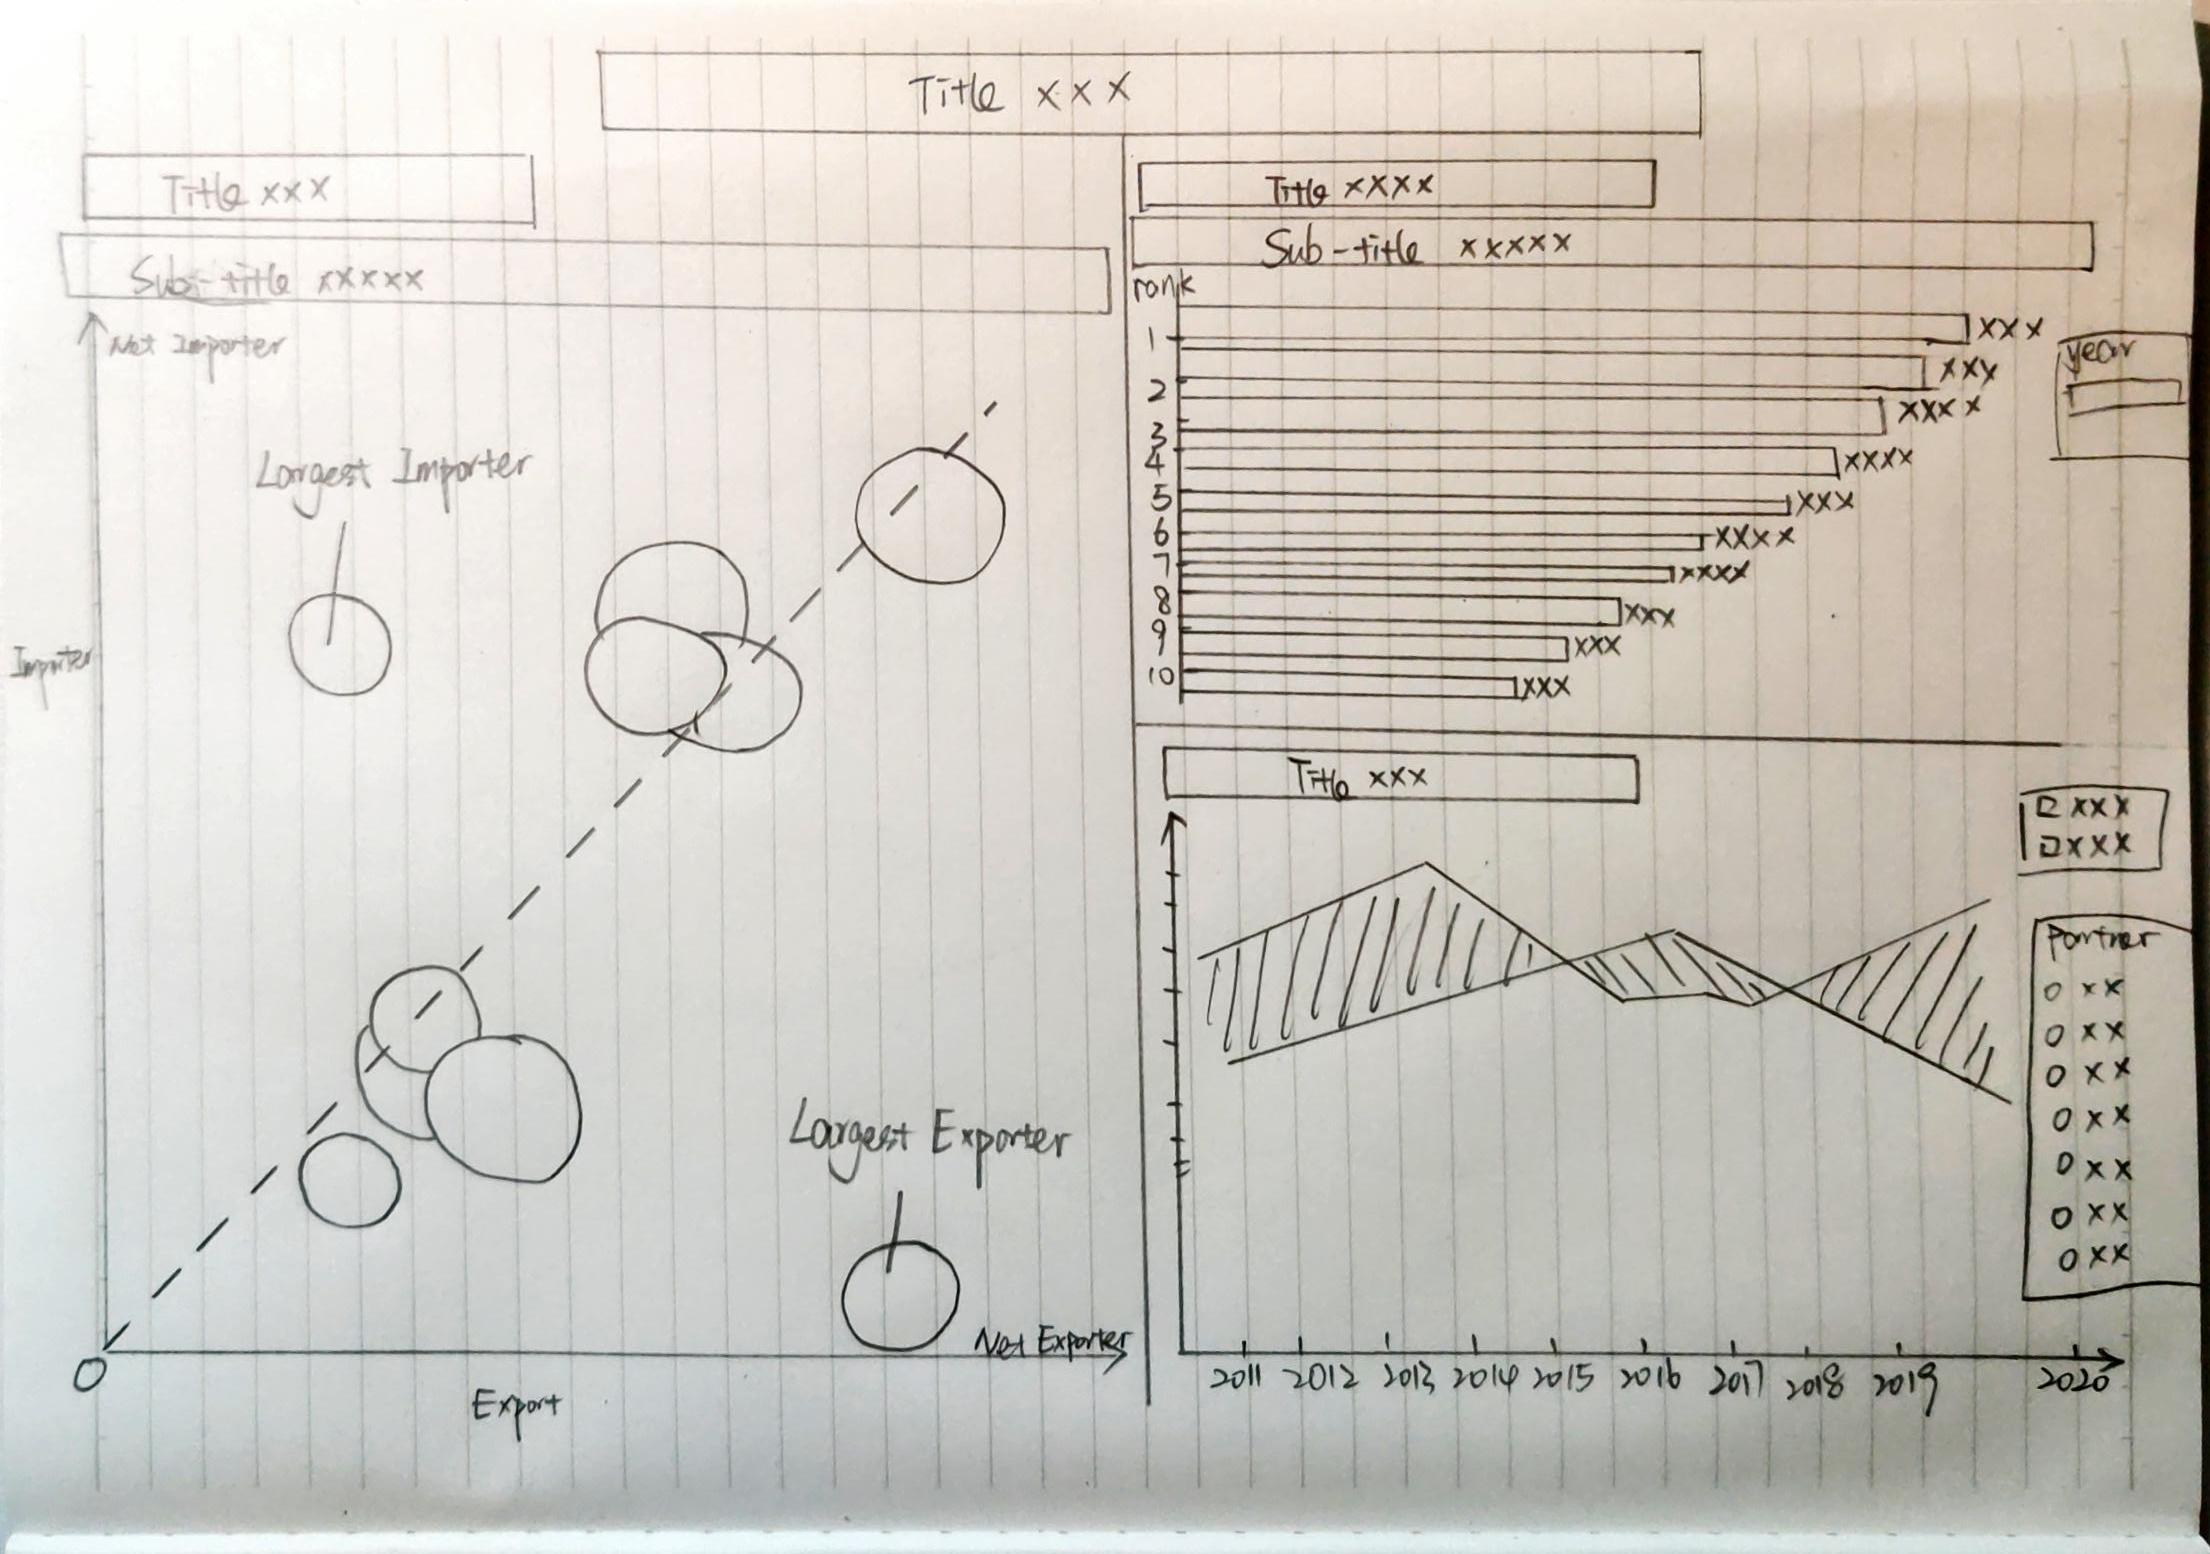 Title xxx
Title xxx
Sub-title xxxxx
Net Importer
Largest Importer
Importer
Largest Exporter
Net Exporter
0
Export
Title xxxx
Sub-title xxxxx
rank
1 xxx
2 xxx
3 xxxx
4 xxxx
5 xxx
6 xxxx
7 xxxx
8 xxx
9 xxx
10 xxx
year
Title xxx
xxx
xxx
Partner
xx
xx
xx
xx
xx
xx
xx
2011 2012 2013 2014 2015 2016 2017 2018 2019 2020